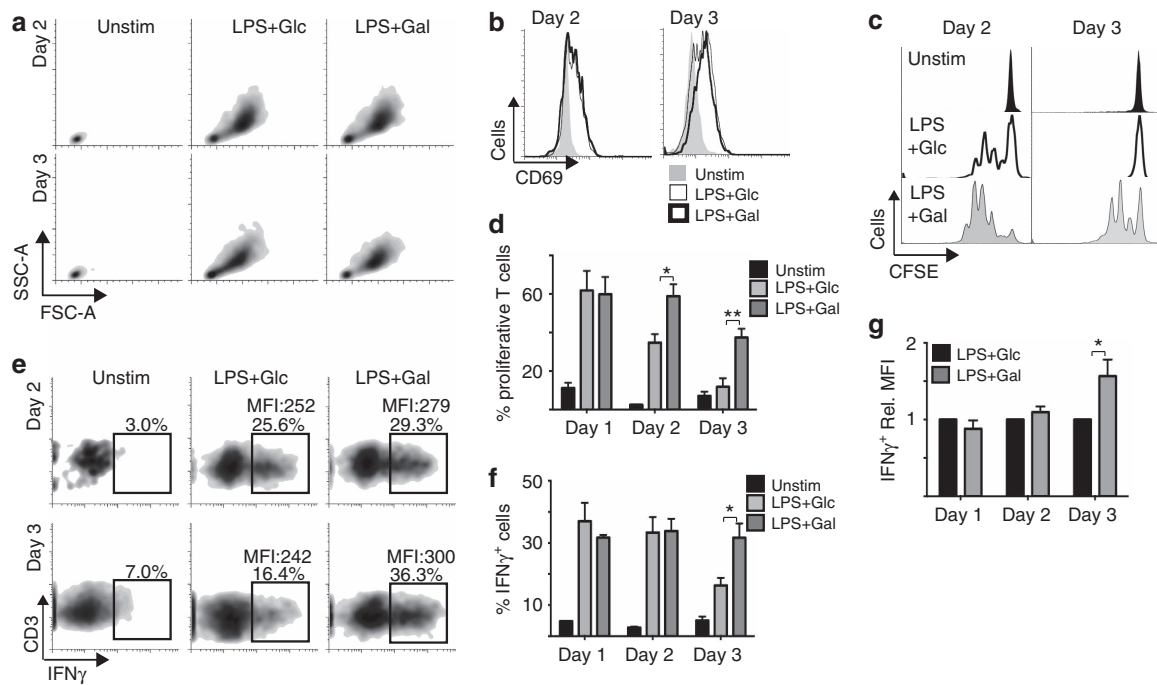 a
Unstim
LPS+Glc
LPS+Gal
Day 2
Day 3
SSC-A
FSC-A
b
Day 2
Day 3
Cells
CD69
Unstim
LPS+Glc
LPS+Gal
c
Day 2
Day 3
Unstim
LPS
+Glc
LPS
+Gal
Cells
CFSE
d
% proliferative T cells
60
20
*
**
Unstim
LPS+Glc
LPS+Gal
Day 1
Day 2
Day 3
e
Unstim
LPS+Glc
LPS+Gal
Day 2
3.0%
MFI:252
25.6%
MFI:279
29.3%
Day 3
7.0%
MFI:242
16.4%
MFI:300
36.3%
CD3
IFNγ
f
% IFNγ+ cells
50
30
10
*
Unstim
LPS+Glc
LPS+Gal
Day 1
Day 2
Day 3
g
IFNγ+ Rel. MFI
2
1
0
*
LPS+Glc
LPS+Gal
Day 1
Day 2
Day 3